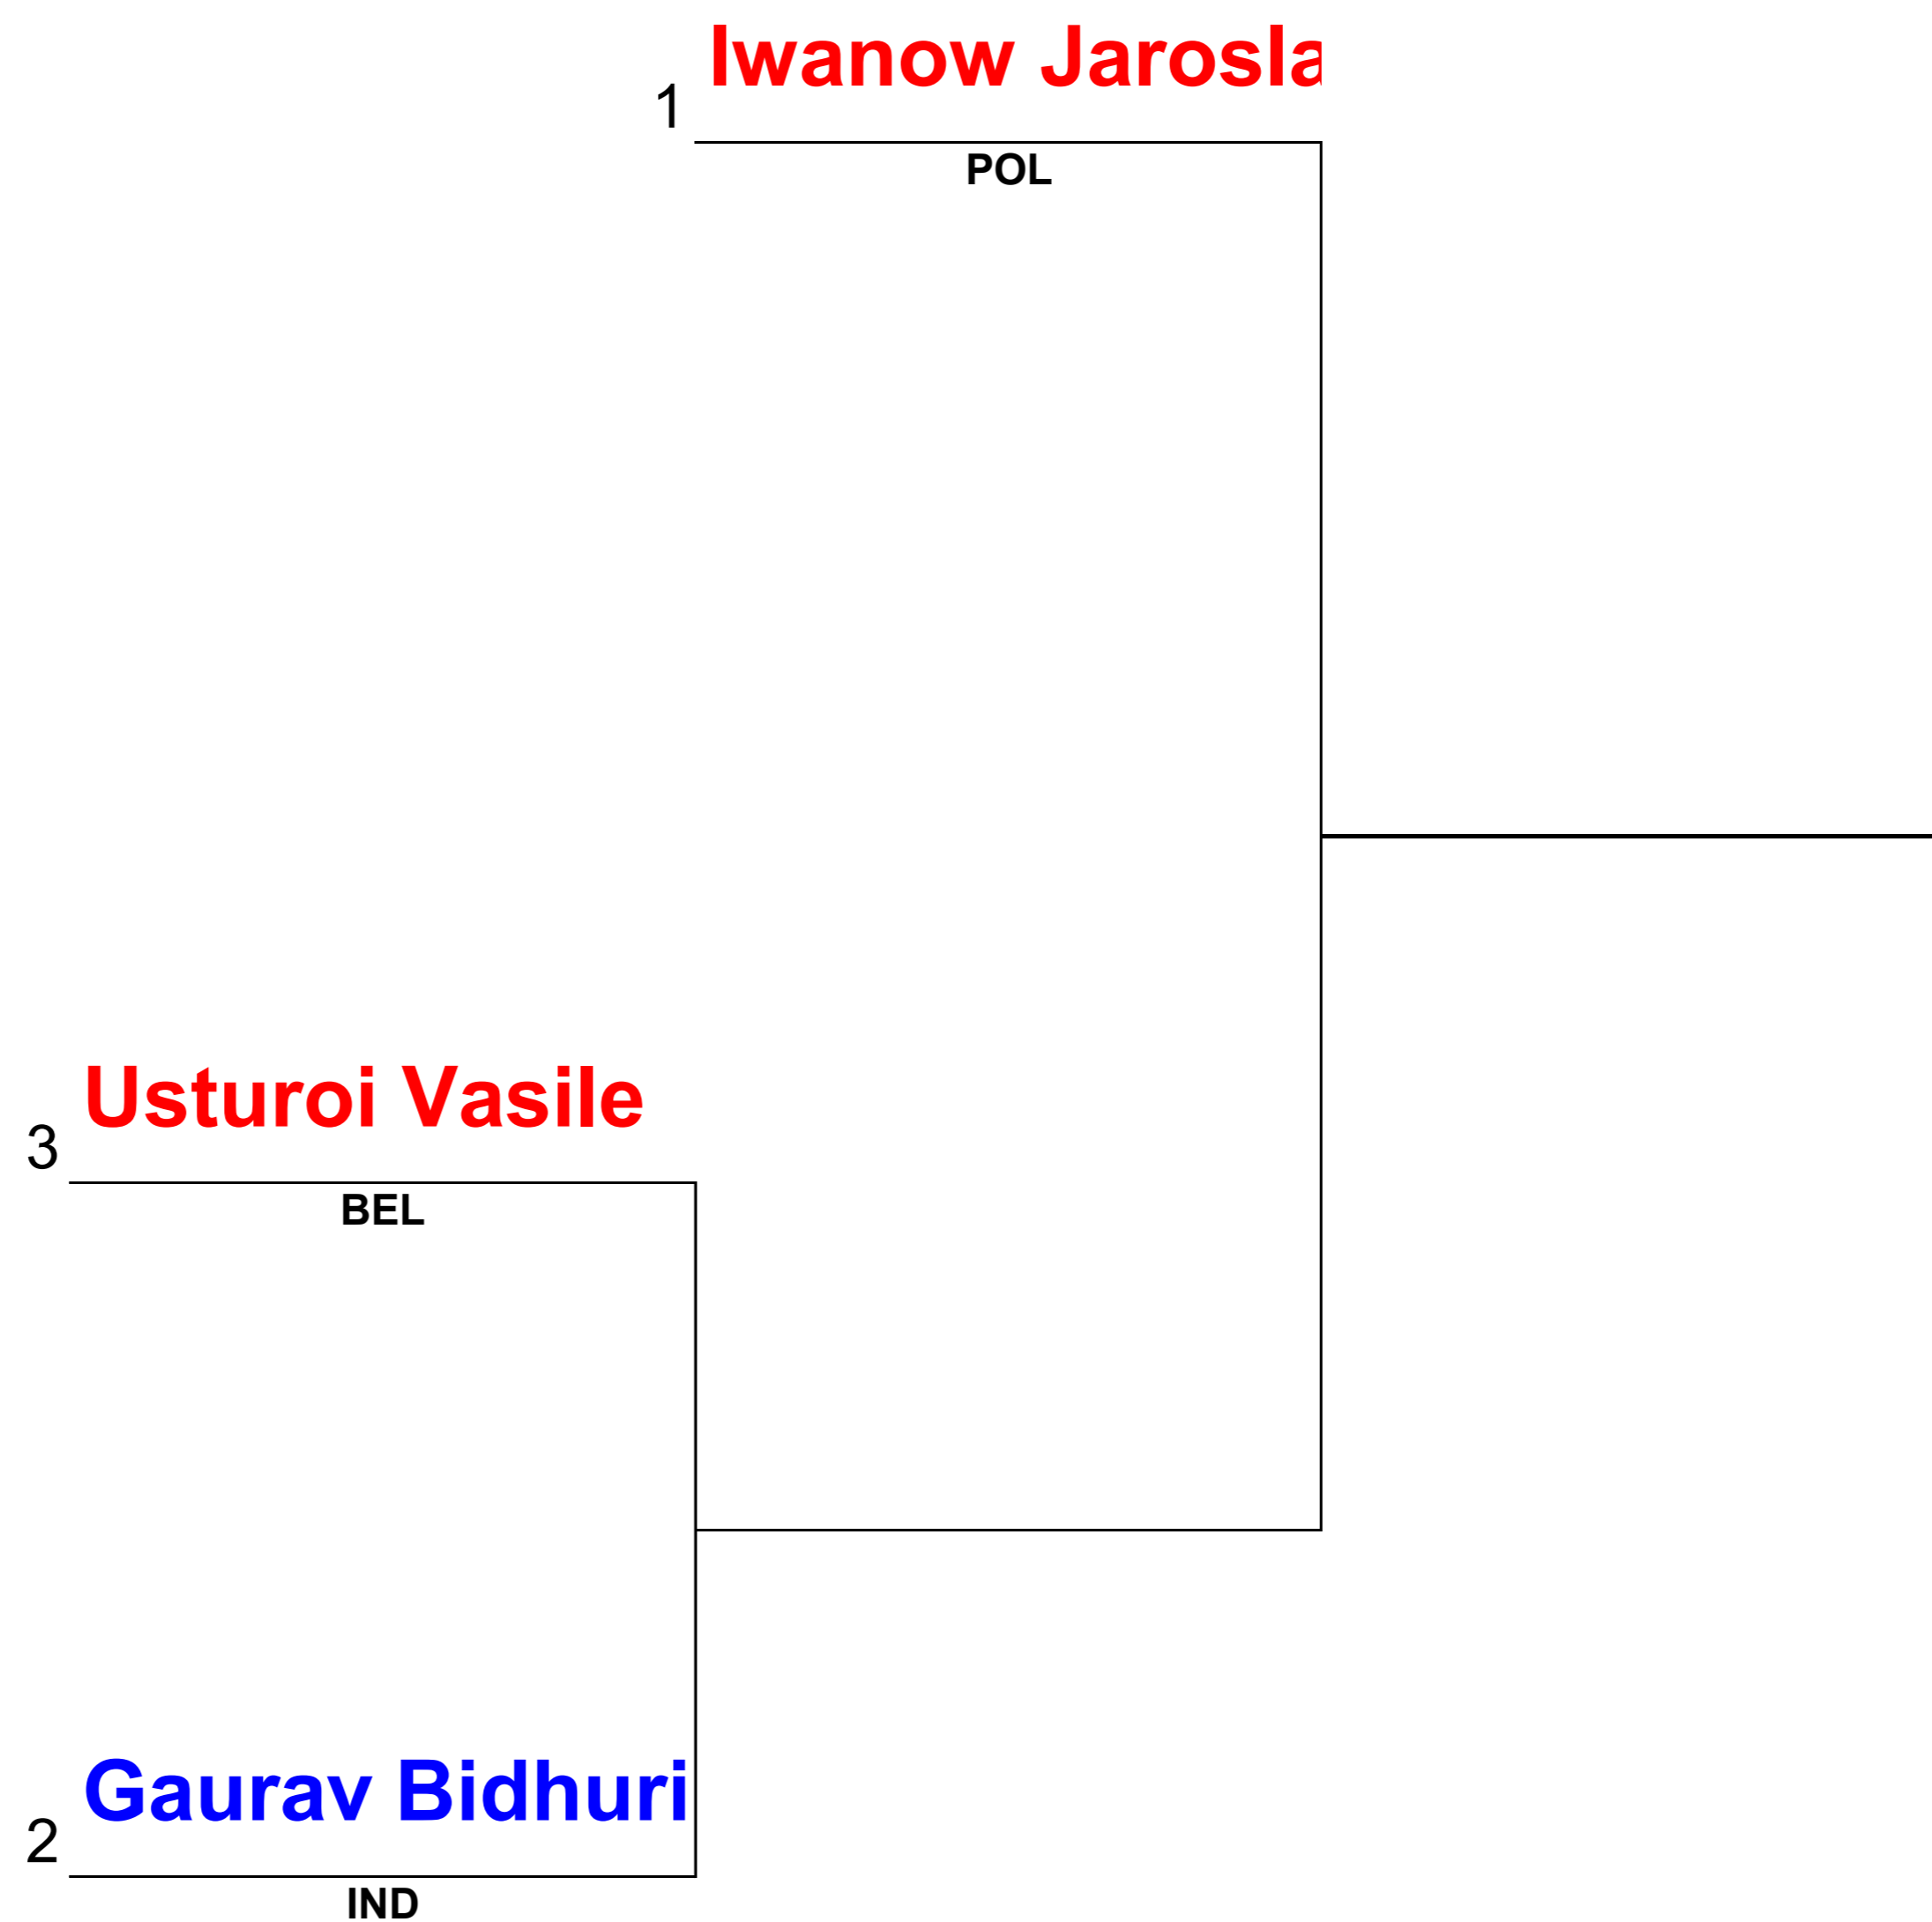 Iwanow Jarosla
1
POL
Usturoi Vasile
3
BEL
Gaurav Bidhuri
2
IND